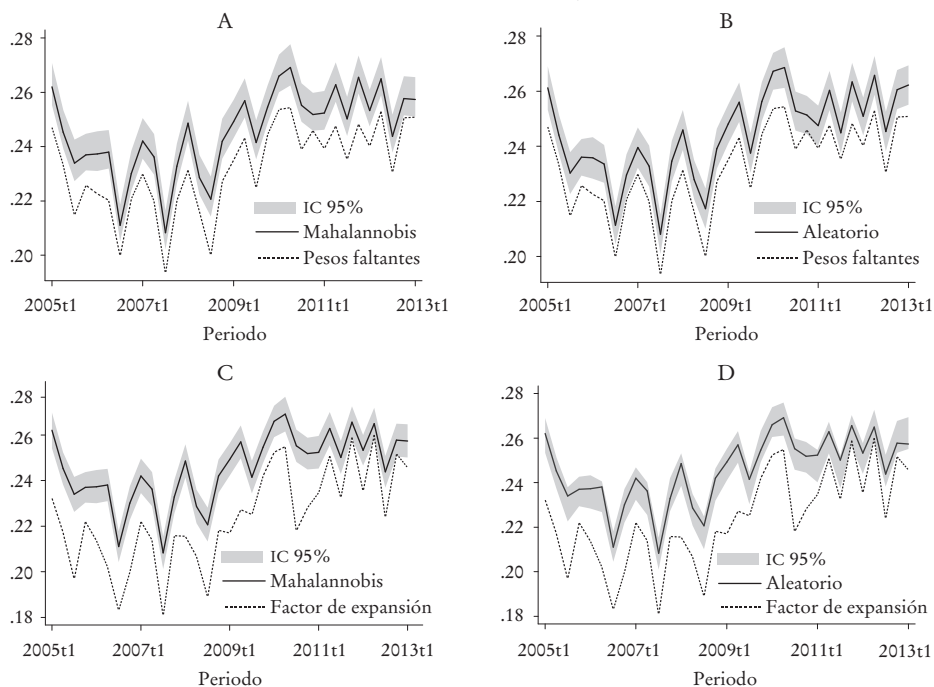 A
.28
.26
.24
.22
.20
IC 95%
Mahalannobis
Pesos faltantes
2005t1 2007t1 2009t1 2011t1 2013t1
Periodo
B
.28
.26
.24
.22
.20
IC 95%
Aleatorio
Pesos faltantes
2005t1 2007t1 2009t1 2011t1 2013t1
Periodo
C
.28
.26
.24
.22
.20
.18
IC 95%
Mahalannobis
Factor de expansión
2005t1 2007t1 2009t1 2011t1 2013t1
Periodo
D
.28
.26
.24
.22
.20
.18
IC 95%
Aleatorio
Factor de expansión
2005t1 2007t1 2009t1 2011t1 2013t1
Periodo